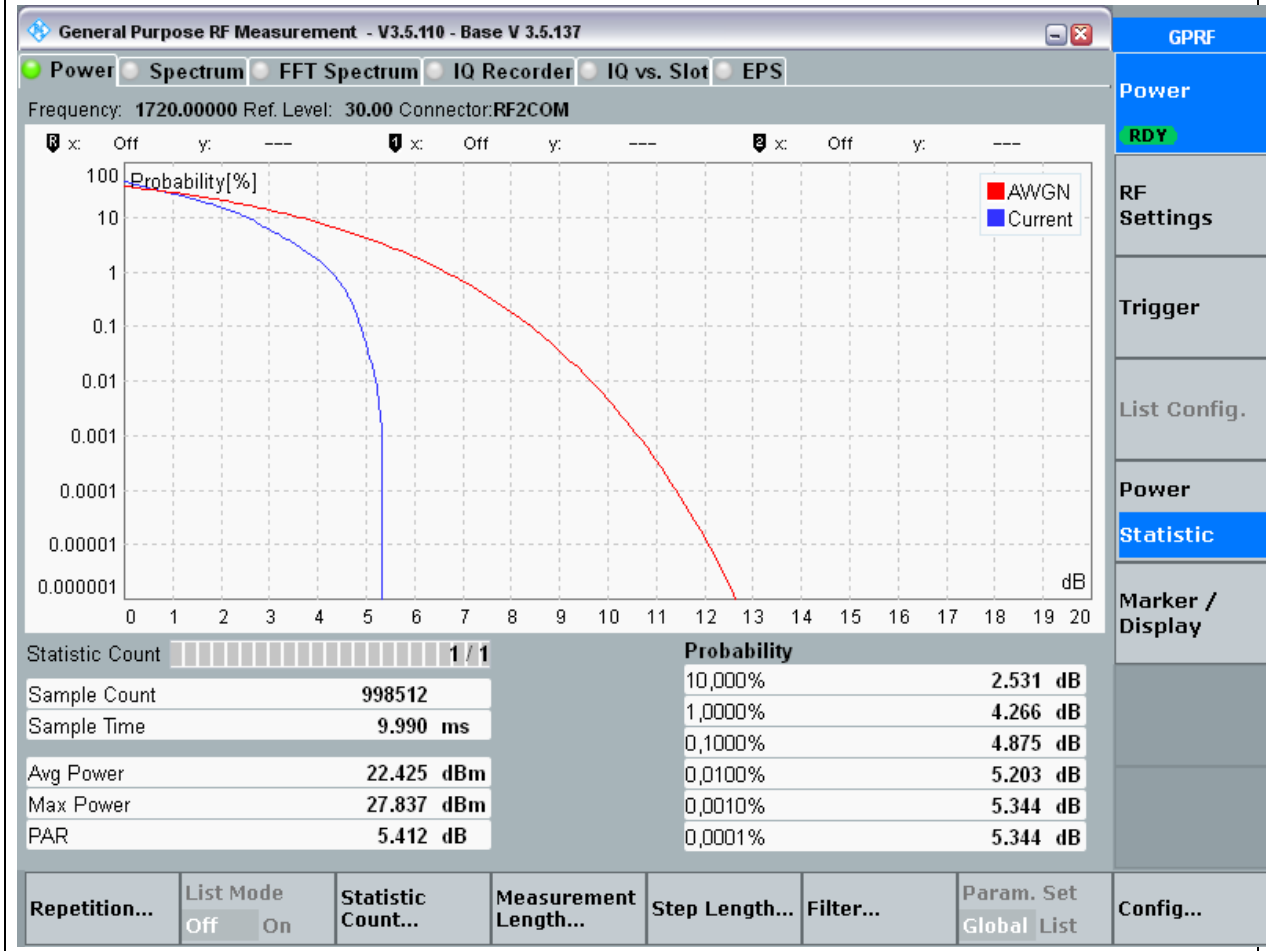 General Purpose RF Measurement - V3.5.110 - Base V 3.5.137
GPRF
Power Spectrum FFT Spectrum IQ Recorder IQ vs. Slot EPS
Frequency: 1720.00000 Ref. Level: 30.00 Connector:RF2COM
R x: Off y: --- 1 x: Off y: --- 2 x: Off y: ---
Probability[%]
100
10
1
0.1
0.01
0.001
0.0001
0.00001
0.000001
AWGN
Current
dB
0 1 2 3 4 5 6 7 8 9 10 11 12 13 14 15 16 17 18 19 20
Statistic Count 1 / 1
Sample Count 998512
Sample Time 9.990 ms
Avg Power 22.425 dBm
Max Power 27.837 dBm
PAR 5.412 dB
Probability
10,000% 2.531 dB
1,0000% 4.266 dB
0,1000% 4.875 dB
0,0100% 5.203 dB
0,0010% 5.344 dB
0,0001% 5.344 dB
Power
RDY
RF
Settings
Trigger
List Config.
Power
Statistic
Marker /
Display
Repetition...
List Mode
Off On
Statistic
Count...
Measurement
Length...
Step Length...
Filter...
Param. Set
Global List
Config...